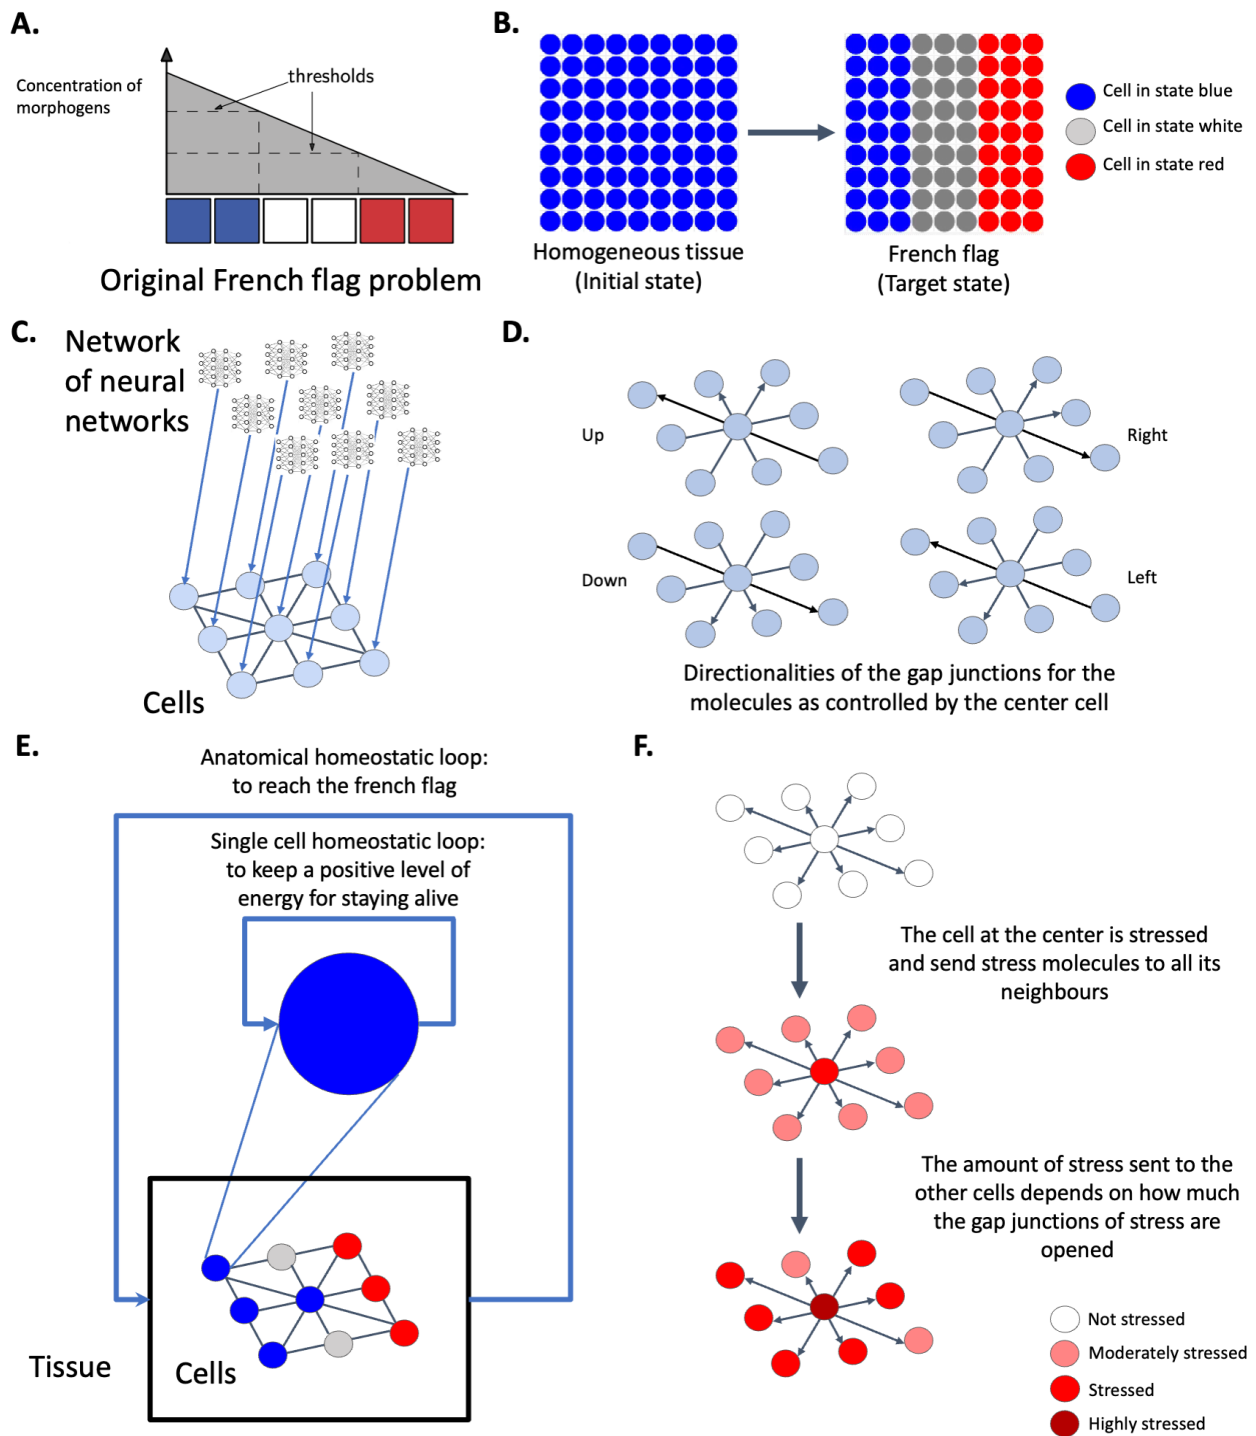 A.
Concentration of
morphogens
thresholds
Original French flag problem
B.
Homogeneous tissue
(Initial state)
French flag
(Target state)
Cell in state blue
Cell in state white
Cell in state red
C.
Network
of neural
networks
Cells
D.
Up
Right
Down
Left
Directionalities of the gap junctions for the
molecules as controlled by the center cell
E.
Anatomical homeostatic loop:
to reach the french flag
Single cell homeostatic loop:
to keep a positive level of
energy for staying alive
Tissue
Cells
F.
The cell at the center is stressed
and send stress molecules to all its
neighbours
The amount of stress sent to the
other cells depends on how much
the gap junctions of stress are
opened
Not stressed
Moderately stressed
Stressed
Highly stressed